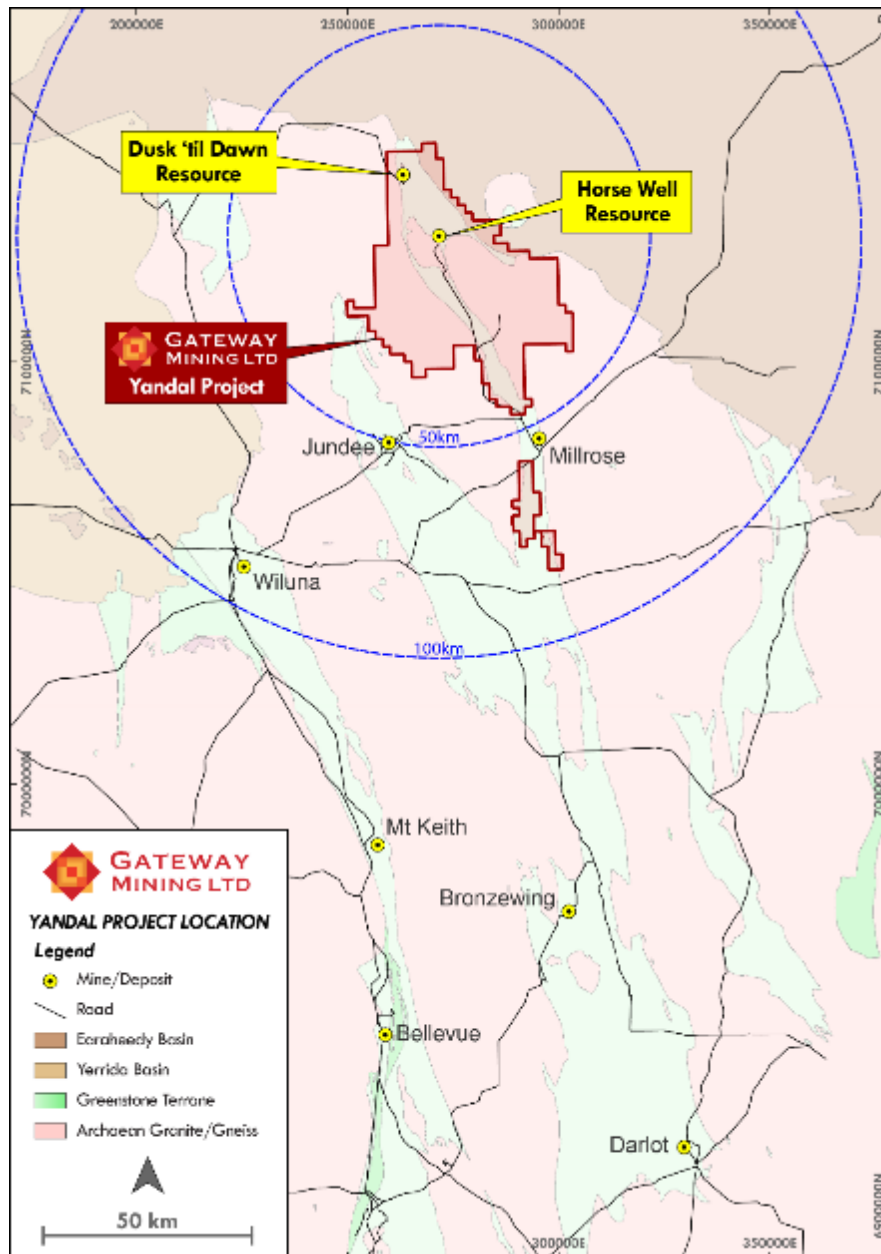 200000E 250000E 300000E 350000E
Dusk 'til Dawn
Resource
Horse Well
Resource
GATEWAY
MINING LTD
Yandal Project
7100000N
7100000N
50km
Jundee
Millrose
Wiluna
100km
7000000N
7000000N
Mt Keith
Bronzewing
Bellevue
Darlot
GATEWAY
MINING LTD
YANDAL PROJECT LOCATION
Legend
Mine/Deposit
Road
Earaheedy Basin
Yerrida Basin
Greenstone Terrane
Archaean Granite/Gneiss
50 km
300000E 350000E